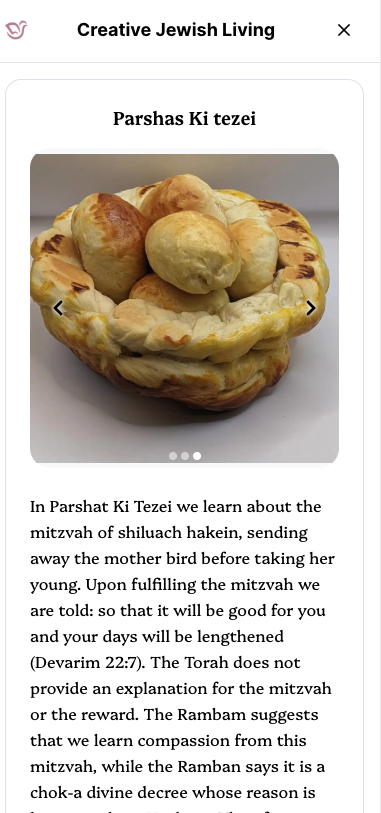 Creative Jewish Living
Parshas Ki tezei
In Parshat Ki Tezei we learn about the
mitzvah of shiluach hakein, sending
away the mother bird before taking her
young. Upon fulfilling the mitzvah we
are told: so that it will be good for you
and your days will be lengthened
(Devarim 22:7). The Torah does not
provide an explanation for the mitzvah
or the reward. The Rambam suggests
that we learn compassion from this
mitzvah, while the Ramban says it is a
chok-a divine decree whose reason is